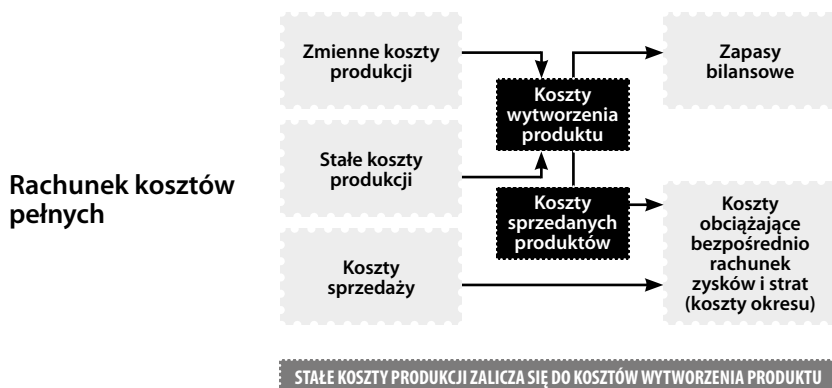 Rachunek kosztów
pełnych
Zmienne koszty
produkcji
Stałe koszty
produkcji
Koszty
sprzedaży
Koszty
wytworzenia
produktu
Koszty
sprzedanych
produktów
Zapasy
bilansowe
Koszty
obciążające
bezpośrednio
rachunek
zysków i strat
(koszty okresu)
STAŁE KOSZTY PRODUKCJI ZALICZA SIĘ DO KOSZTÓW WYTWORZENIA PRODUKTU